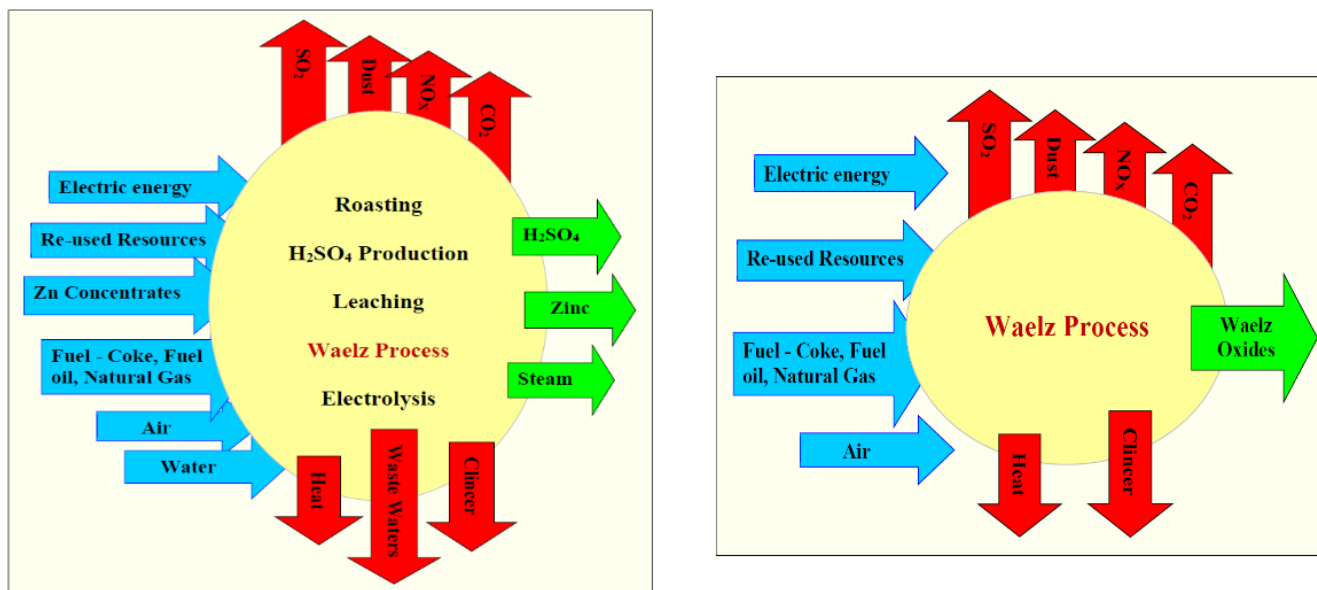 SO₂
Dust
NOX
CO₂
Electric energy
Re-used Resources
Zn Concentrates
Fuel - Coke, Fuel
oil, Natural Gas
Air
Water
Roasting
H₂SO₄ Production
Leaching
Waelz Process
Electrolysis
H₂SO₄
Zinc
Steam
Heat
Waste Waters
Clincer
SO₂
Dust
NOX
CO₂
Electric energy
Re-used Resources
Fuel - Coke, Fuel
oil, Natural Gas
Air
Waelz Process
Waelz
Oxides
Heat
Clincer